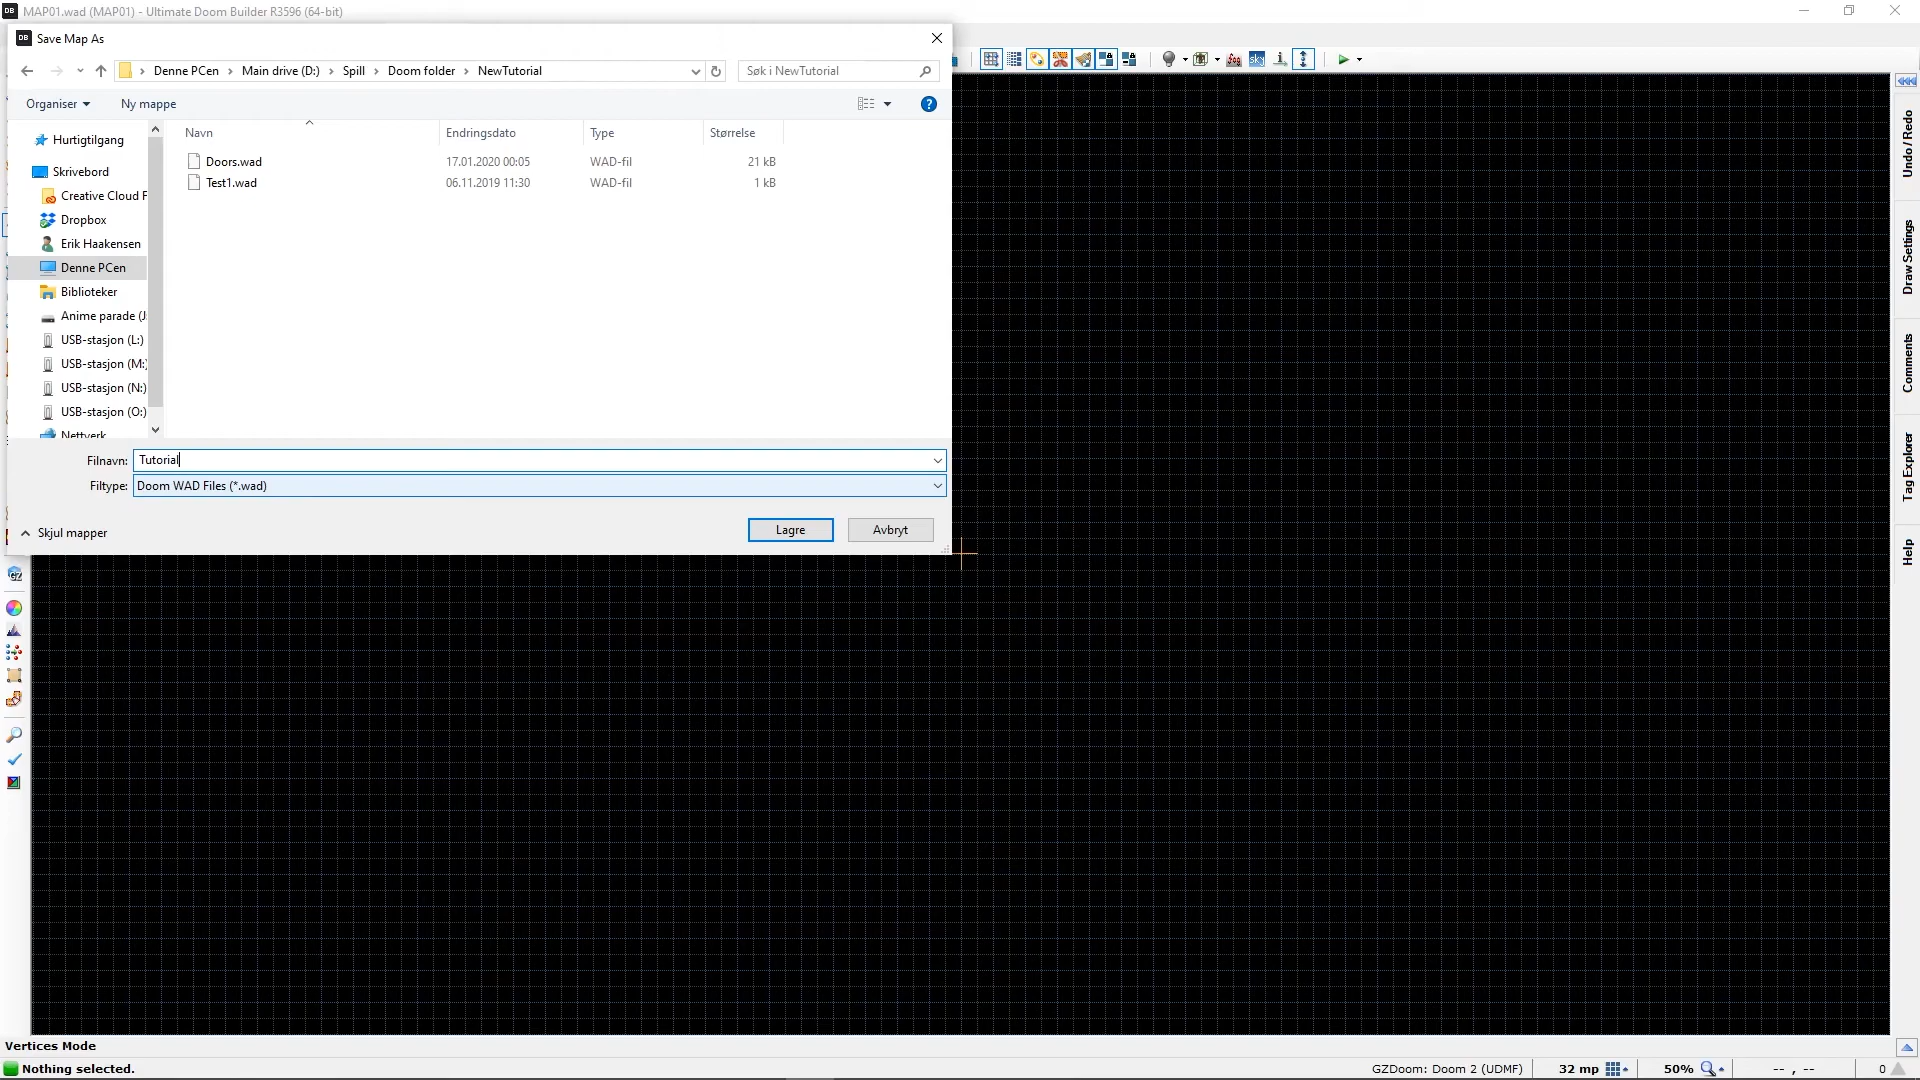 MAP01.wad (MAP01) - Ultimate Doom Builder R3596 (64-bit)
Save Map As
Denne PCen > Main drive (D:) > Spill > Doom folder > NewTutorial
Søk i NewTutorial
Organiser
Ny mappe
Hurtigtilgang
Skrivebord
Creative Cloud F
Dropbox
Erik Haakensen
Denne PCen
Biblioteker
Anime parade (J:
USB-stasjon (L:)
USB-stasjon (M:)
USB-stasjon (N:)
USB-stasjon (O:)
Nettverk
Navn Endringsdato Type Størrelse
Doors.wad 17.01.2020 00:05 WAD-fil 21 kB
Test1.wad 06.11.2019 11:30 WAD-fil 1 kB
Filnavn: Tutorial
Filtype: Doom WAD Files (*.wad)
Skjul mapper
Lagre
Avbryt
Undo / Redo
Draw Settings
Comments
Tag Explorer
Help
Vertices Mode
Nothing selected.
GZDoom: Doom 2 (UDMF)
32 mp
50%
-- , --
0